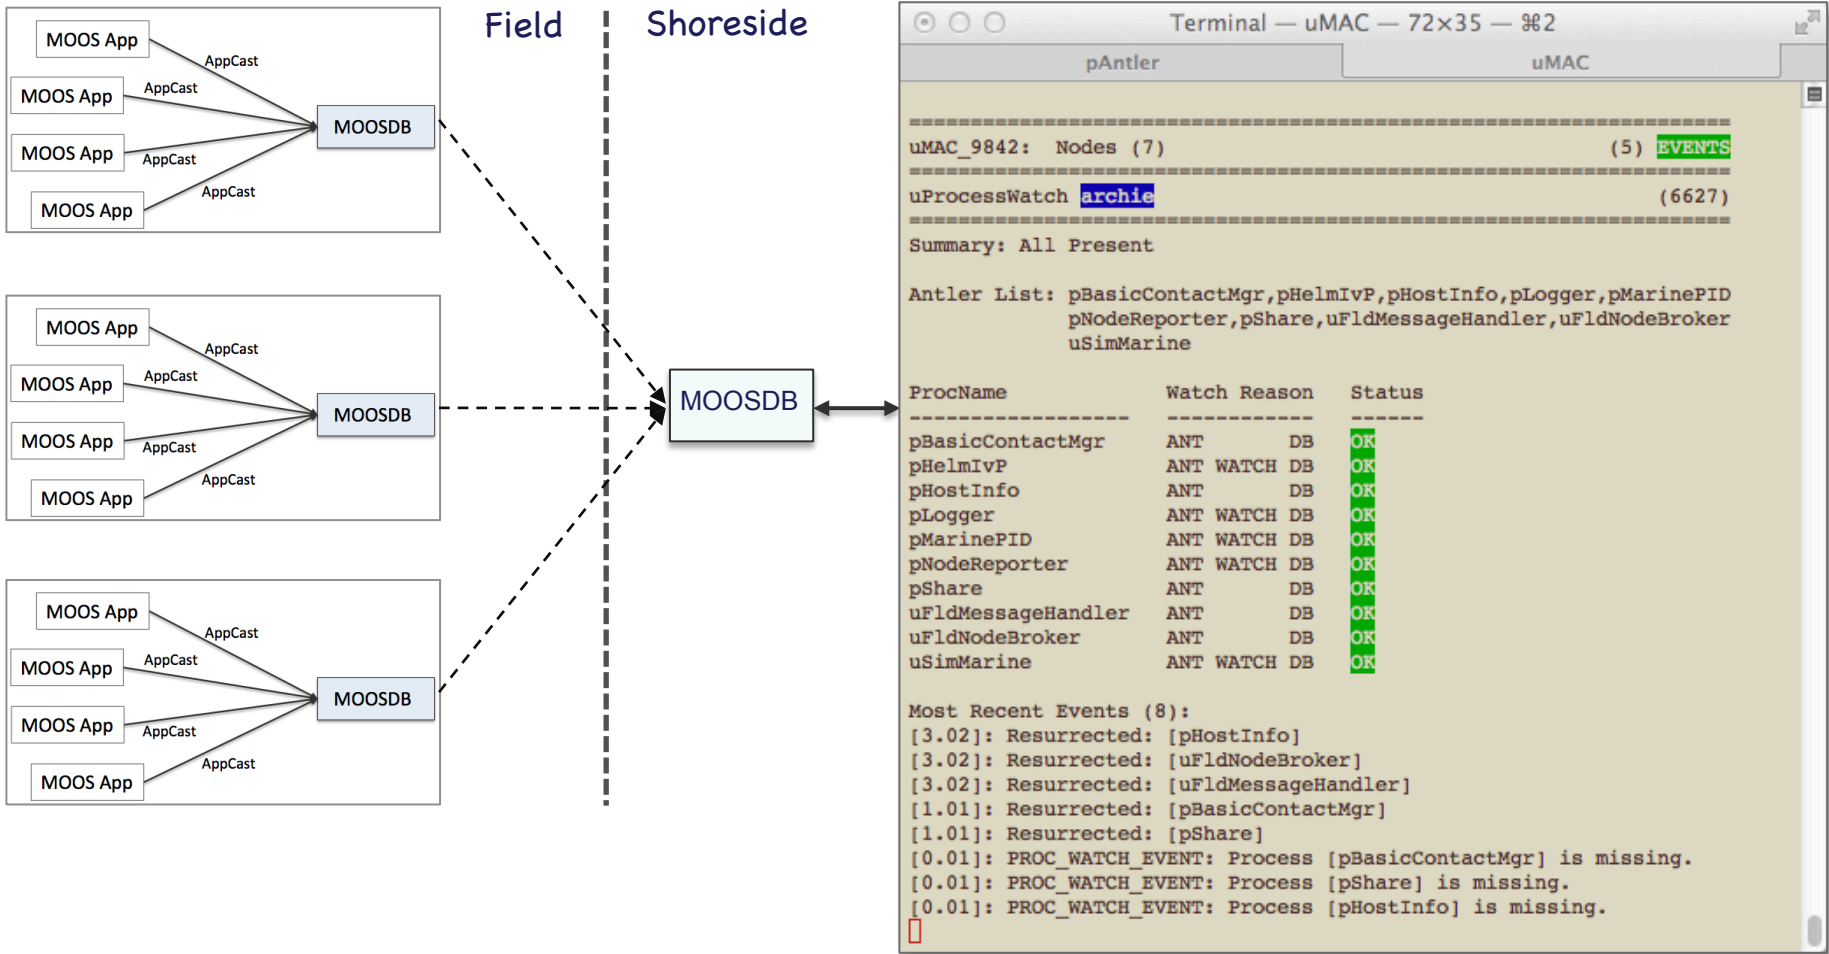 Field
Shoreside
MOOS App
AppCast
MOOS App
AppCast
MOOSDB
MOOS App
AppCast
AppCast
MOOS App
MOOS App
AppCast
MOOS App
AppCast
MOOSDB
MOOS App
AppCast
AppCast
MOOS App
MOOS App
AppCast
MOOS App
AppCast
MOOSDB
MOOS App
AppCast
AppCast
MOOS App
MOOSDB
Terminal — uMAC — 72×35 — ⌘2
pAntler
uMAC
===================================================================
uMAC_9842: Nodes (7) (5) EVENTS
===================================================================
uProcessWatch archie (6627)
===================================================================
Summary: All Present
Antler List: pBasicContactMgr,pHelmIvP,pHostInfo,pLogger,pMarinePID
pNodeReporter,pShare,uFldMessageHandler,uFldNodeBroker
uSimMarine
ProcName Watch Reason Status
------------------ ------------ ------
pBasicContactMgr ANT DB OK
pHelmIvP ANT WATCH DB OK
pHostInfo ANT DB OK
pLogger ANT WATCH DB OK
pMarinePID ANT WATCH DB OK
pNodeReporter ANT WATCH DB OK
pShare ANT DB OK
uFldMessageHandler ANT DB OK
uFldNodeBroker ANT DB OK
uSimMarine ANT WATCH DB OK
Most Recent Events (8):
[3.02]: Resurrected: [pHostInfo]
[3.02]: Resurrected: [uFldNodeBroker]
[3.02]: Resurrected: [uFldMessageHandler]
[1.01]: Resurrected: [pBasicContactMgr]
[1.01]: Resurrected: [pShare]
[0.01]: PROC_WATCH_EVENT: Process [pBasicContactMgr] is missing.
[0.01]: PROC_WATCH_EVENT: Process [pShare] is missing.
[0.01]: PROC_WATCH_EVENT: Process [pHostInfo] is missing.